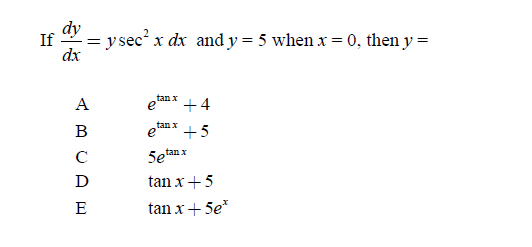 If dy/dx = y sec² x dx and y = 5 when x = 0, then y =
A e^(tan x) + 4
B e^(tan x) + 5
C 5e^(tan x)
D tan x + 5
E tan x + 5e^x